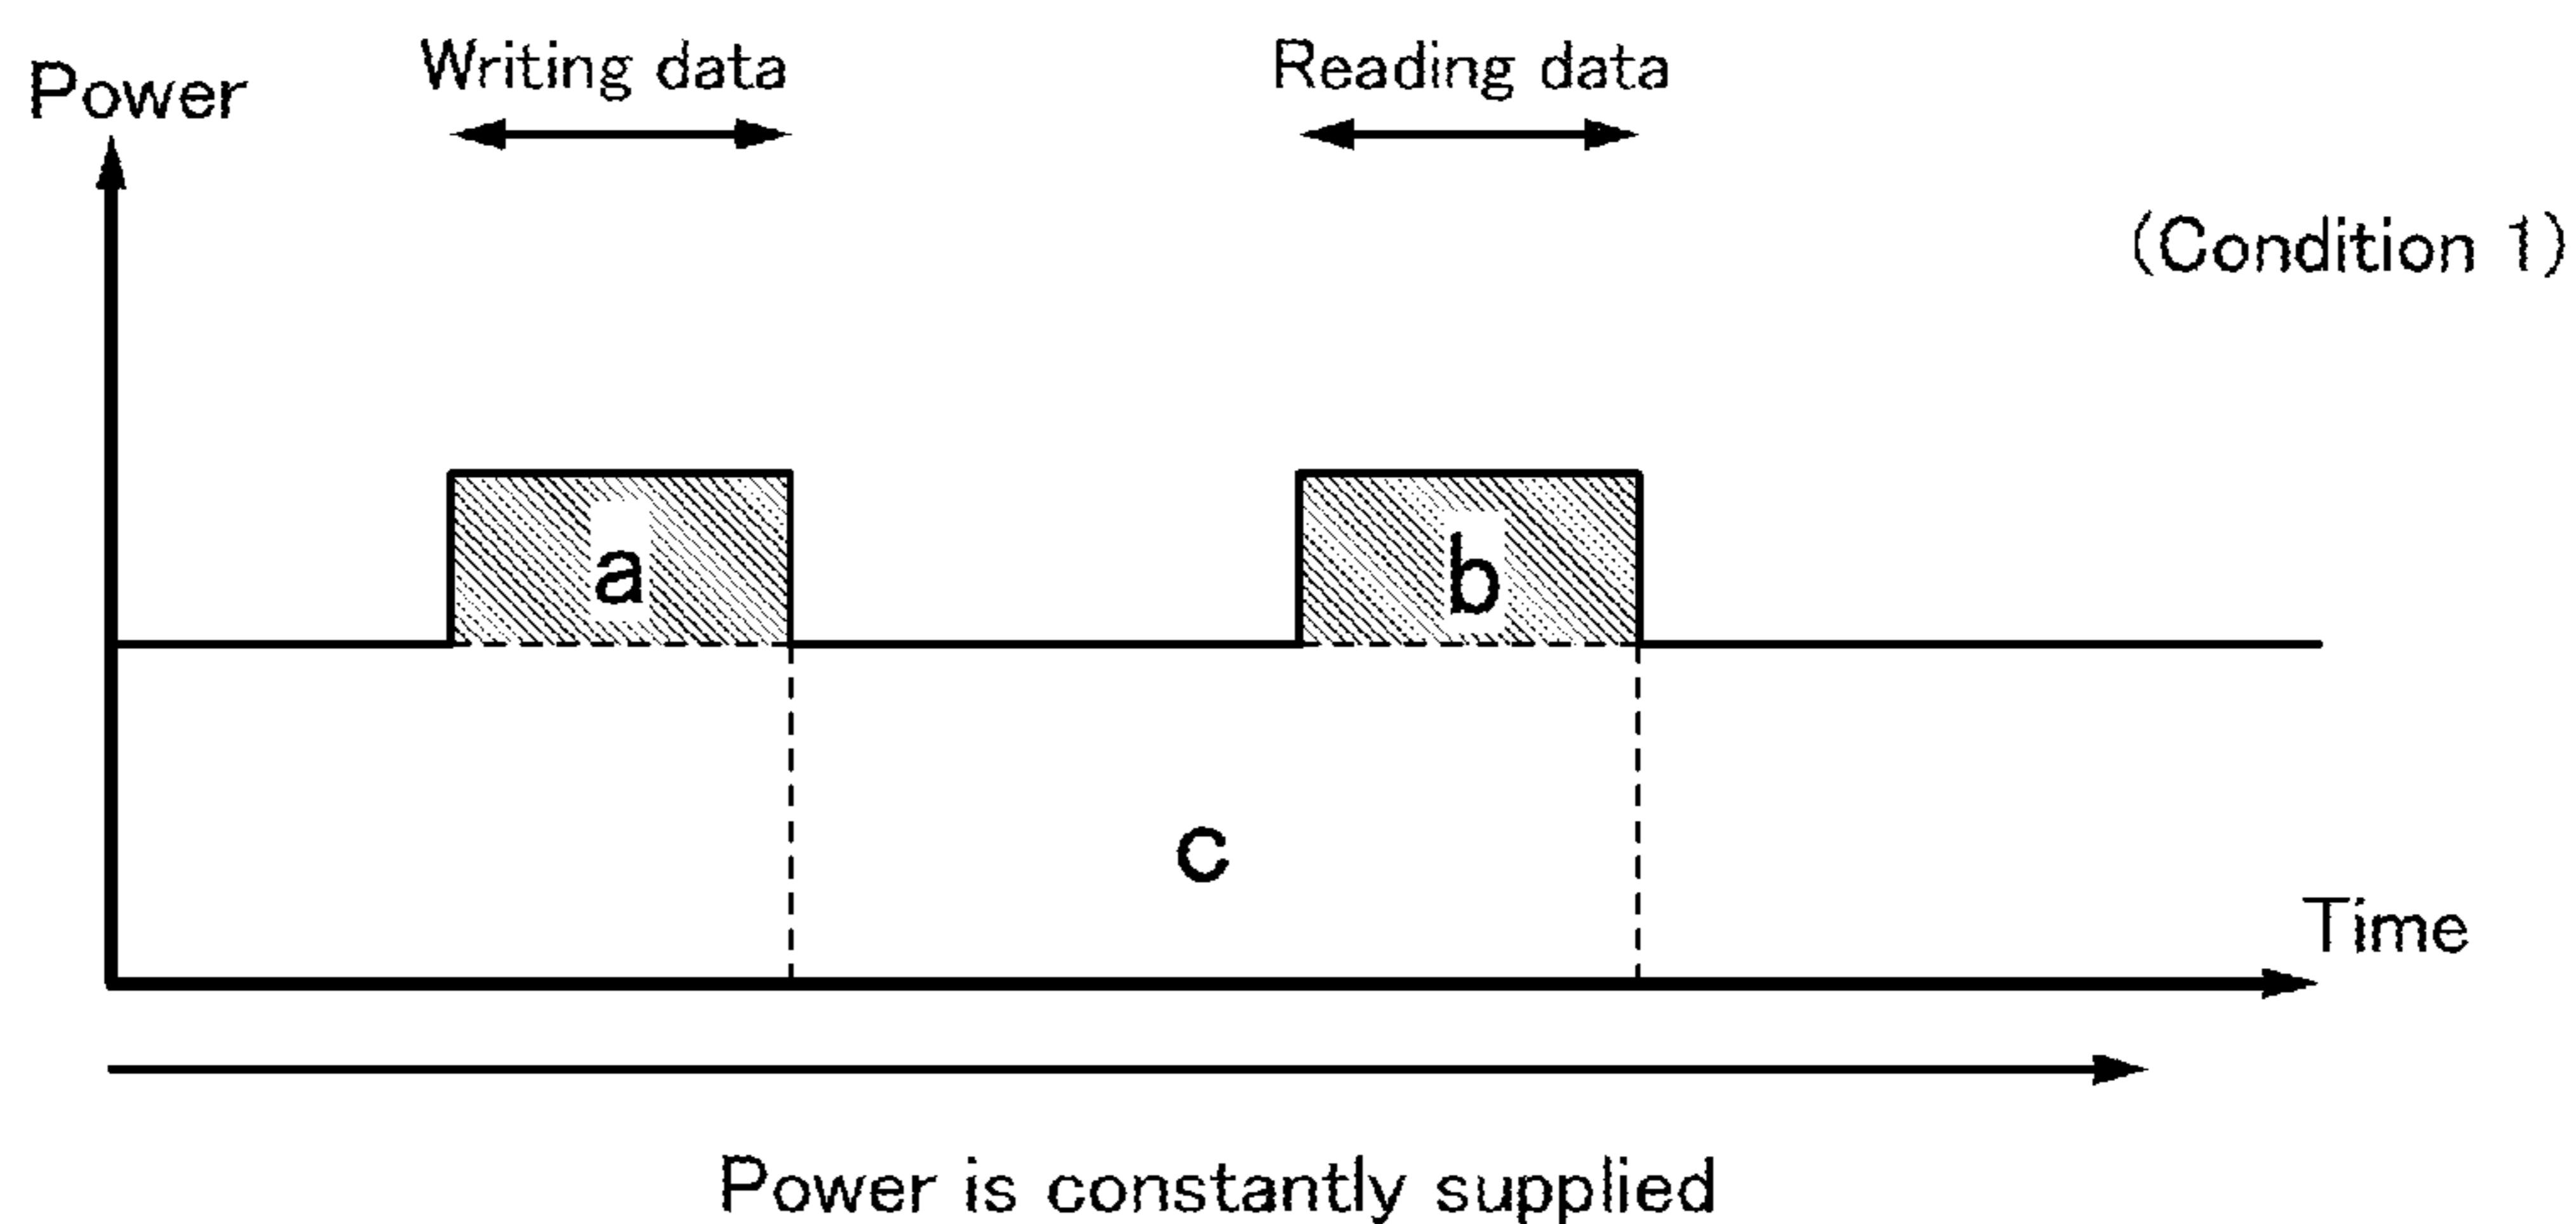 Power
Writing data
Reading data
(Condition 1)
a
b
c
Time
Power is constantly supplied